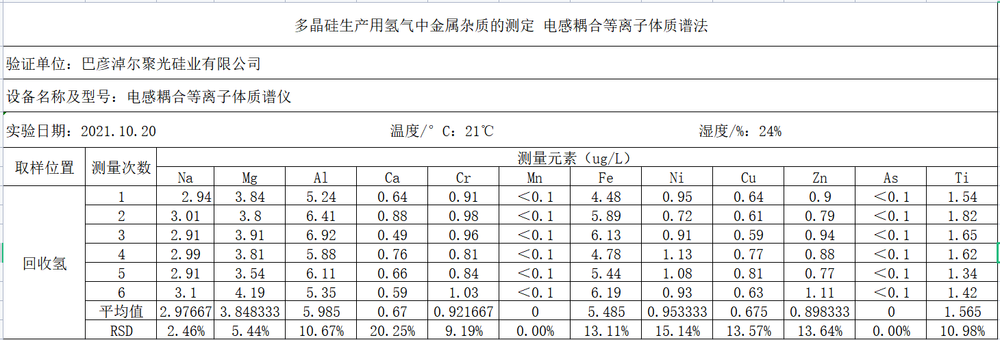 多晶硅生产用氢气中金属杂质的测定 电感耦合等离子体质谱法
验证单位：巴彦淖尔聚光硅业有限公司
设备名称及型号：电感耦合等离子体质谱仪
实验日期：2021.10.20 温度/°C：21℃ 湿度/%：24%
取样位置 测量次数 测量元素（ug/L）
Na Mg Al Ca Cr Mn Fe Ni Cu Zn As Ti
回收氢
1 2.94 3.84 5.24 0.64 0.91 ＜0.1 4.48 0.95 0.64 0.9 ＜0.1 1.54
2 3.01 3.8 6.41 0.88 0.98 ＜0.1 5.89 0.72 0.61 0.79 ＜0.1 1.82
3 2.91 3.91 6.92 0.49 0.96 ＜0.1 6.13 0.91 0.59 0.94 ＜0.1 1.65
4 2.99 3.81 5.88 0.76 0.81 ＜0.1 4.78 1.13 0.77 0.88 ＜0.1 1.62
5 2.91 3.54 6.11 0.66 0.84 ＜0.1 5.44 1.08 0.81 0.77 ＜0.1 1.34
6 3.1 4.19 5.35 0.59 1.03 ＜0.1 6.19 0.93 0.63 1.11 ＜0.1 1.42
平均值 2.97667 3.848333 5.985 0.67 0.921667 0 5.485 0.953333 0.675 0.898333 0 1.565
RSD 2.46% 5.44% 10.67% 20.25% 9.19% 0.00% 13.11% 15.14% 13.57% 13.64% 0.00% 10.98%